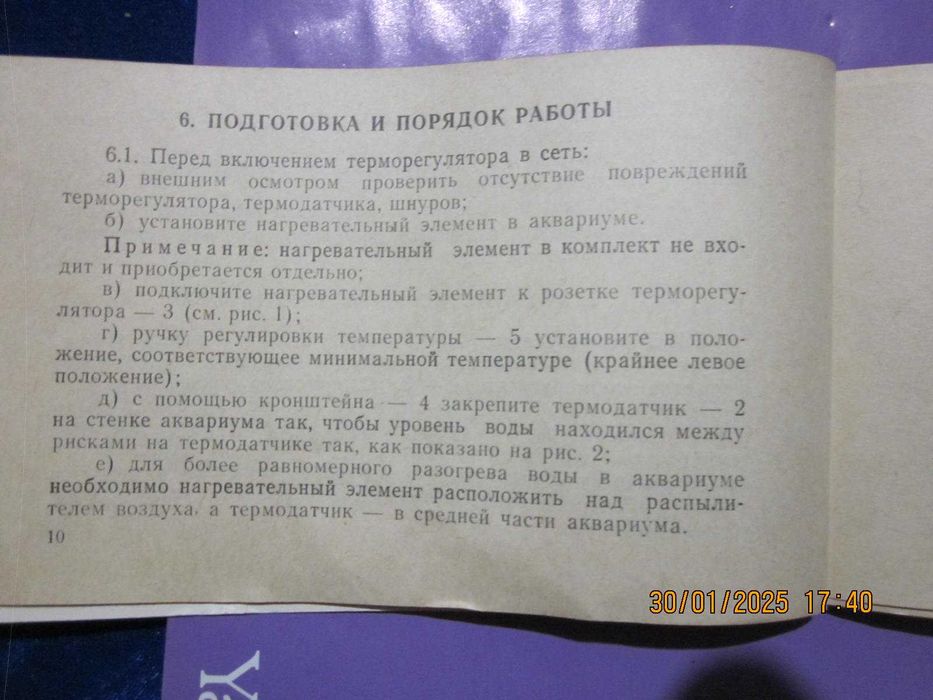 6. ПОДГОТОВКА И ПОРЯДОК РАБОТЫ
6.1. Перед включением терморегулятора в сеть:
а) внешним осмотром проверить отсутствие повреждений
терморегулятора, термодатчика, шнуров;
б) установите нагревательный элемент в аквариуме.
Примечание: нагревательный элемент в комплект не вхо-
дит и приобретается отдельно;
в) подключите нагревательный элемент к розетке терморегу-
лятора — 3 (см. рис. 1);
г) ручку регулировки температуры — 5 установите в поло-
жение, соответствующее минимальной температуре (крайнее левое
положение);
д) с помощью кронштейна — 4 закрепите термодатчик — 2
на стенке аквариума так, чтобы уровень воды находился между
рисками на термодатчике так, как показано на рис. 2;
е) для более равномерного разогрева воды в аквариуме
необходимо нагревательный элемент расположить над распыли-
телем воздуха, а термодатчик — в средней части аквариума.
10
30/01/2025 17:40